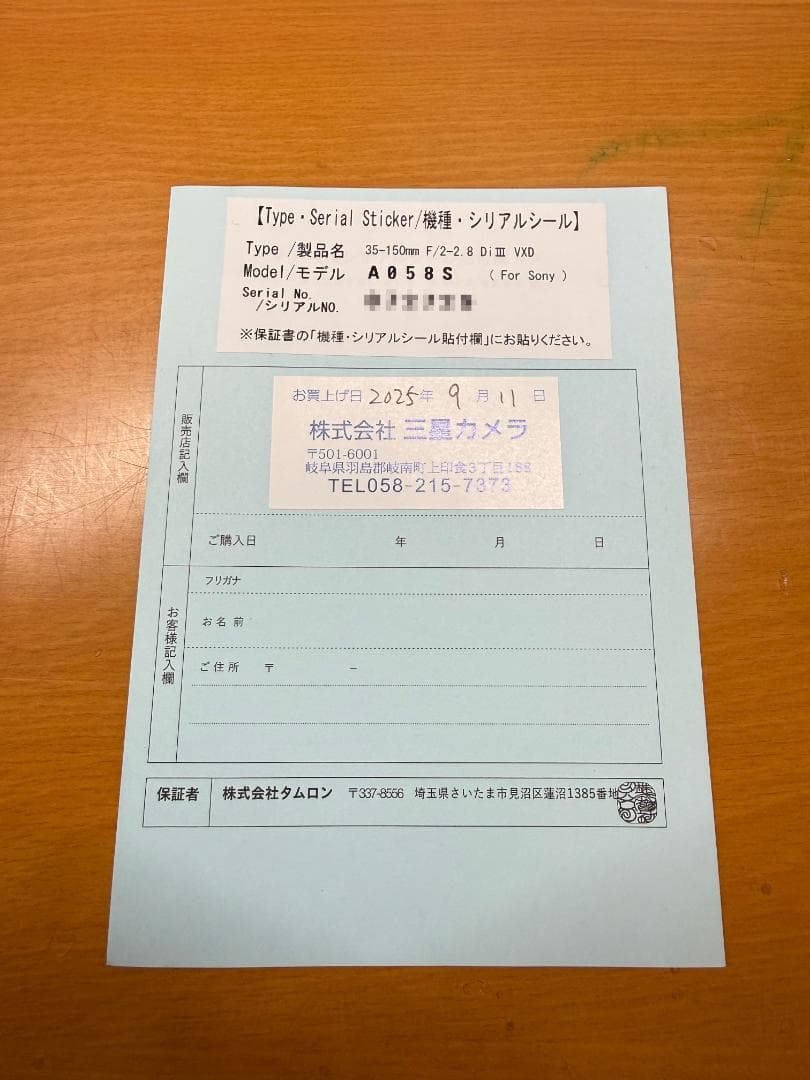 【Type・Serial Sticker/機種・シリアルシール】
Type /製品名 35-150mm F/2-2.8 DiⅢ VXD
Model/モデル A058S ( For Sony )
Serial No.
/シリアルNO.
※保証書の「機種・シリアルシール貼付欄」にお貼りください。
販売店記入欄
お買上げ日 2025年 9月 11日
株式会社 三星カメラ
〒501-6001
岐阜県羽島郡岐南町上印食3丁目188
TEL058-215-7373
ご購入日 年 月 日
お客様記入欄
フリガナ
お名前
ご住所 〒 －
保証者 株式会社タムロン 〒337-8556 埼玉県さいたま市見沼区蓮沼1385番地